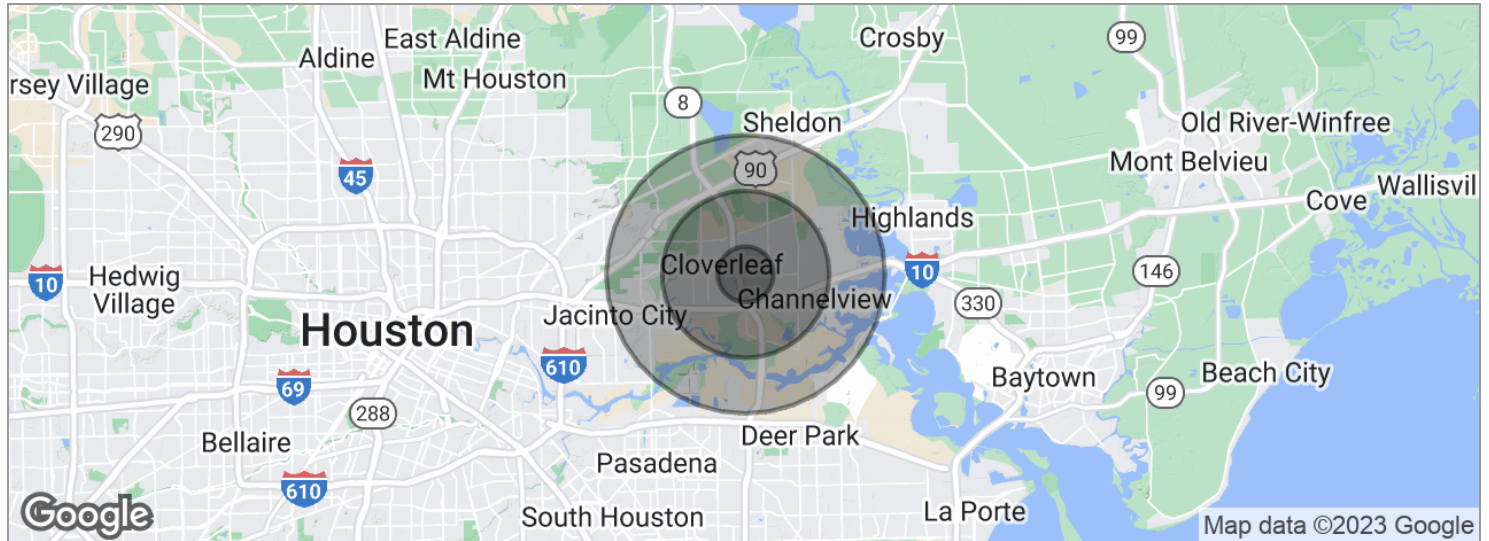 Crosby
99
East Aldine
Aldine
Mt Houston
rsey Village
8
290
Sheldon
Old River-Winfree
90
Mont Belvieu
45
Wallisvil
Cove
Highlands
Cloverleaf
10
Hedwig
Village
10
146
Channelview
330
Jacinto City
Houston
610
Baytown
Beach City
69
99
288
Bellaire
Deer Park
Pasadena
610
South Houston
La Porte
Google
Map data ©2023 Google